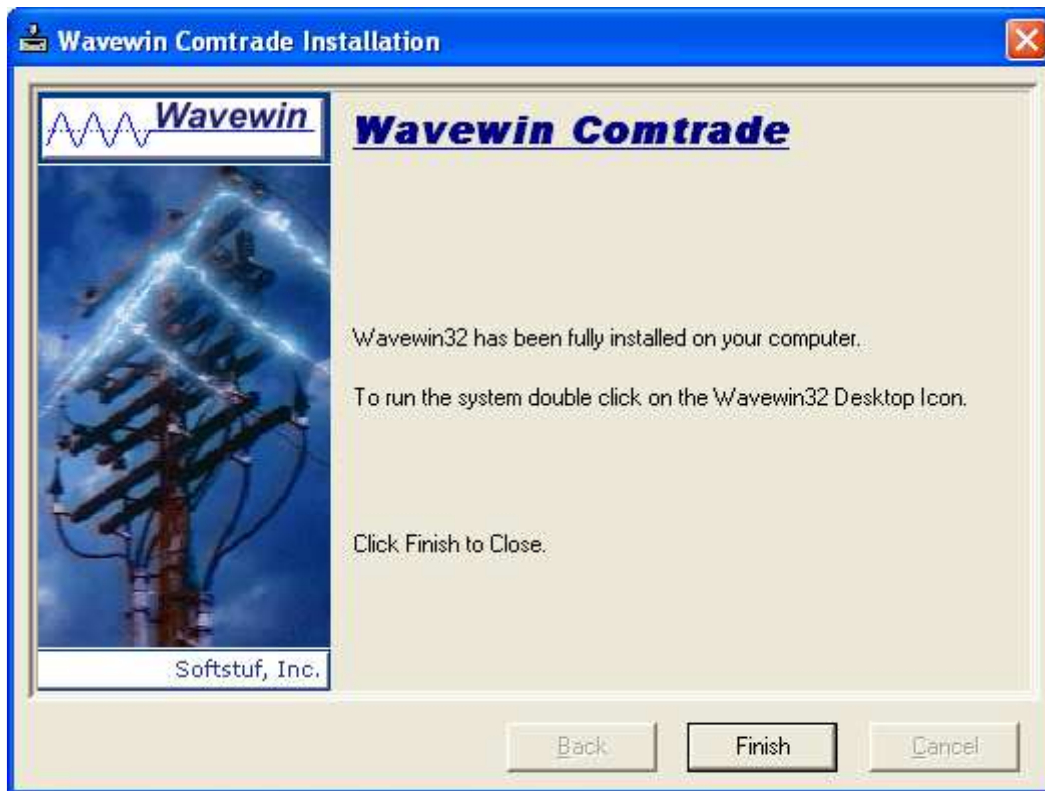 Wavewin Comtrade Installation
Wavewin
Wavewin Comtrade
Wavewin32 has been fully installed on your computer.
To run the system double click on the Wavewin32 Desktop Icon.
Click Finish to Close.
Softstuf, Inc.
Back Finish Cancel